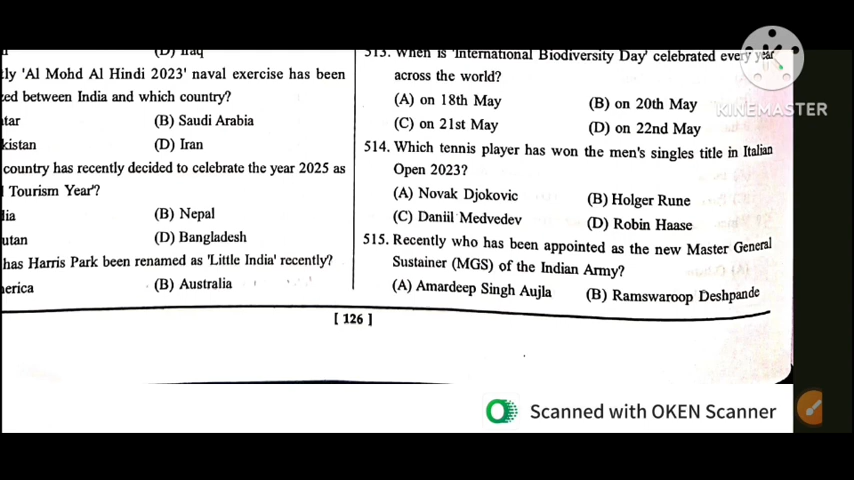 (D) Iraq
tly 'Al Mohd Al Hindi 2023' naval exercise has been
zed between India and which country?
tar
(B) Saudi Arabia
kistan
(D) Iran
country has recently decided to celebrate the year 2025 as
l Tourism Year'?
lia
(B) Nepal
utan
(D) Bangladesh
has Harris Park been renamed as 'Little India' recently?
nerica
(B) Australia
513. When is 'International Biodiversity Day' celebrated every year
across the world?
(A) on 18th May
(B) on 20th May
(C) on 21st May
(D) on 22nd May
514. Which tennis player has won the men's singles title in Italian
Open 2023?
(A) Novak Djokovic
(B) Holger Rune
(C) Daniil Medvedev
(D) Robin Haase
515. Recently who has been appointed as the new Master General
Sustainer (MGS) of the Indian Army?
(A) Amardeep Singh Aujla
(B) Ramswaroop Deshpande
[ 126 ]
KINEMASTER
Scanned with OKEN Scanner